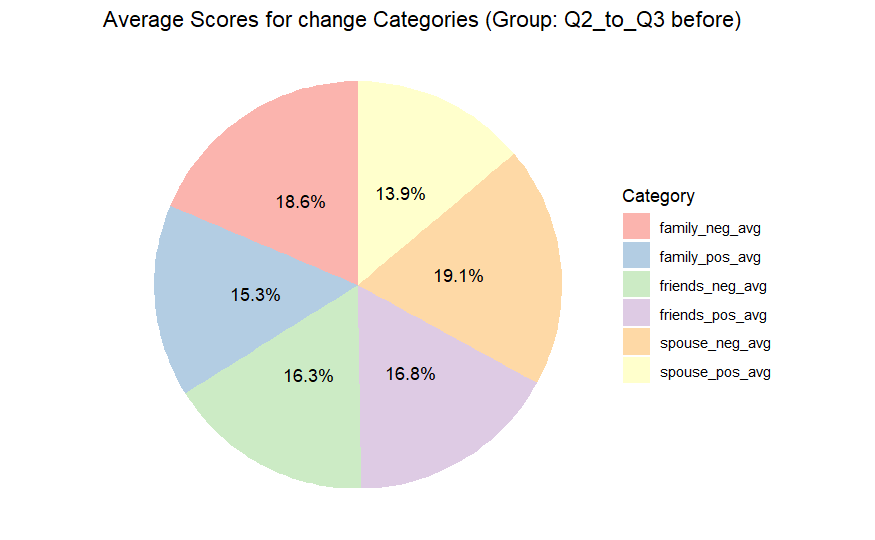 Average Scores for change Categories (Group: Q2_to_Q3 before)
18.6%
13.9%
15.3%
19.1%
16.3%
16.8%
Category
family_neg_avg
family_pos_avg
friends_neg_avg
friends_pos_avg
spouse_neg_avg
spouse_pos_avg